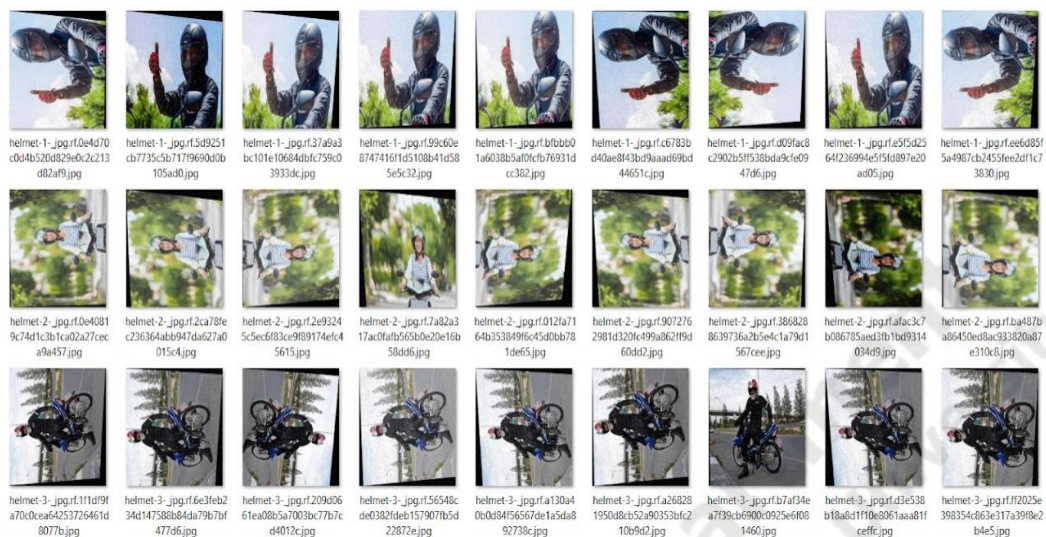 helmet-1-_jpg.rf.0e4d70 helmet-1-_jpg.rf.5d9251 helmet-1-_jpg.rf.37a9a3 helmet-1-_jpg.rf.99c60e helmet-1-_jpg.rf.bfbbb0 helmet-1-_jpg.rf.c6783b helmet-1-_jpg.rf.d09fac8 helmet-1-_jpg.rf.e5f5d25 helmet-1-_jpg.rf.ee6d85f
c0d4b520d829e0c2c213 cb7735c5b717f9690d0b bc101e10684dbfc759c0 8747416f1d5108b41d58 1a6038b5af0fcfb76931d d40ae8f43bd9aaad69bd c2902b5ff538bda9cfe09 64f236994e5f5fd897e20 5a4987cb2455fee2df1c7
d82af9.jpg 105ad0.jpg 3933dc.jpg 5e5c32.jpg cc382.jpg 44651c.jpg 47d6.jpg ad05.jpg 3830.jpg
helmet-2-_jpg.rf.0e4081 helmet-2-_jpg.rf.2ca78fe helmet-2-_jpg.rf.2e9324 helmet-2-_jpg.rf.7a82a3 helmet-2-_jpg.rf.012fa71 helmet-2-_jpg.rf.907276 helmet-2-_jpg.rf.386828 helmet-2-_jpg.rf.afac3c7 helmet-2-_jpg.rf.ba487b
9c74d1c3b1ca02a27cec c236364abb947da627a0 5c5ec6f83ce9f89174efc4 17ac0fafb565b0e20e16b 64b353849f6c45d0bb78 2981d320fc499a862ff9d 8639736a2b5e4c1a79d1 b086785aed3fb1bd9314 a86450ed8ac933820a87
a9a457.jpg 015c4.jpg 5615.jpg 58dd6.jpg 1de65.jpg 60dd2.jpg 567cee.jpg 034d9.jpg e310c8.jpg
helmet-3-_jpg.rf.1f1df9f helmet-3-_jpg.rf.6e3feb2 helmet-3-_jpg.rf.209d06 helmet-3-_jpg.rf.56548c helmet-3-_jpg.rf.a130a4 helmet-3-_jpg.rf.a26828 helmet-3-_jpg.rf.b7af34e helmet-3-_jpg.rf.d3e538 helmet-3-_jpg.rf.ff2025e
a70c0cea64253726461d 34d147588b84da79b7bf 61ea08b5a7003bc77b7c de0382fdeb157907fb5d 0b0d84f56567de1a5da8 1950d8cb52a90353bfc2 a7f39cb6900c0925e6f08 b18a8d1f10e8061aaa81f 398354c863e317a39f8e2
8077b.jpg 477d6.jpg d4012c.jpg 22872e.jpg 92738c.jpg 10b9d2.jpg 1460.jpg ceffc.jpg b4e5.jpg